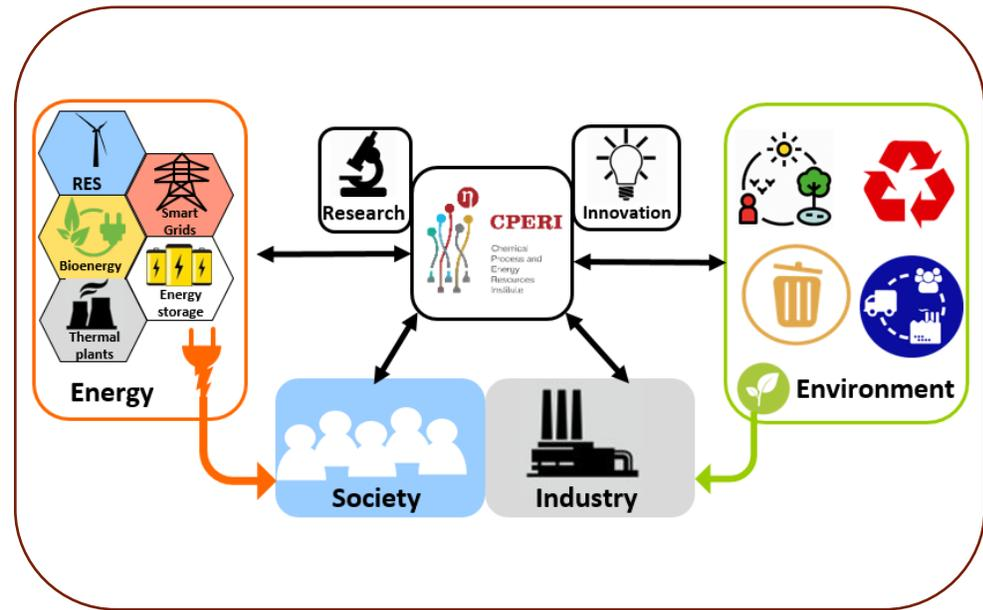 RES
Smart
Grids
Bioenergy
Energy
storage
Thermal
plants
Energy
Research
Innovation
η
CPERI
Chemical
Process and
Energy
Resources
Institute
Environment
Society
Industry